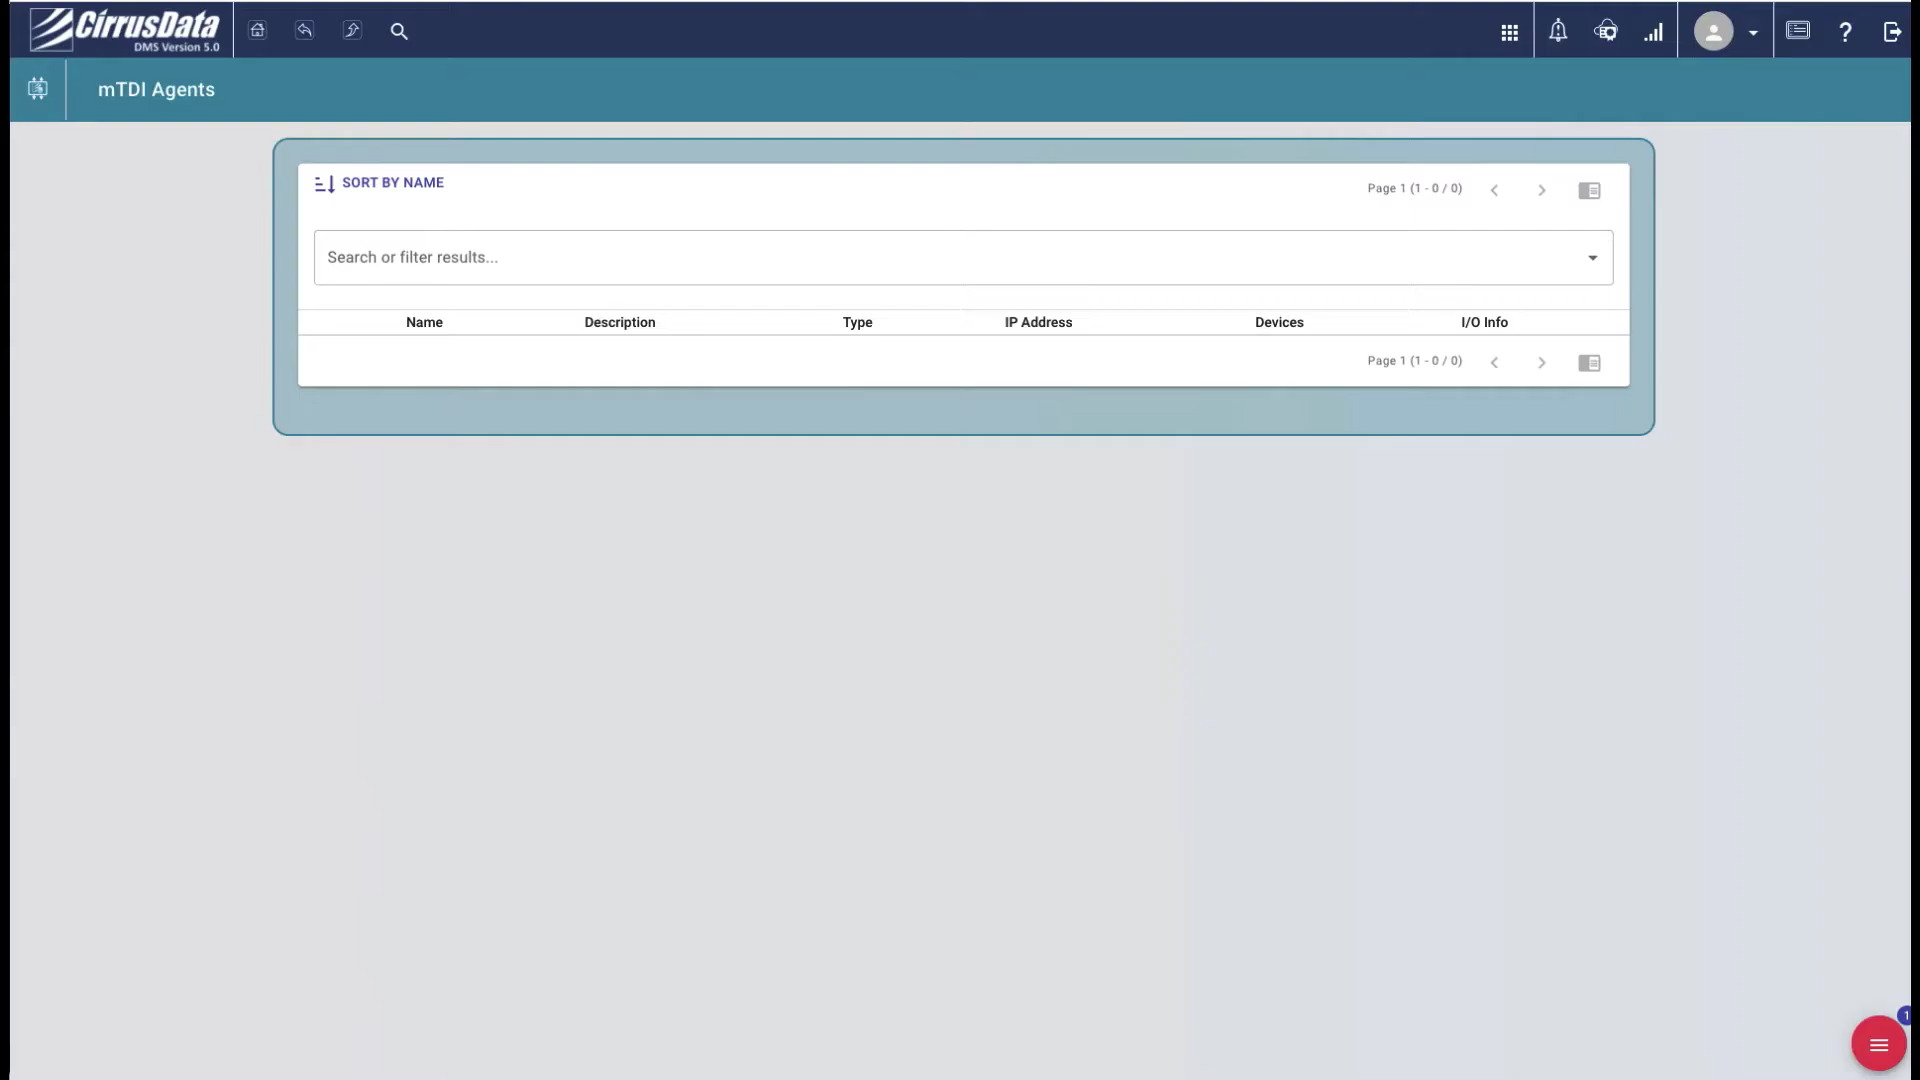 CirrusData
DMS Version 5.0
?
mTDI Agents
SORT BY NAME
Page 1 (1 - 0 / 0)
Search or filter results...
Name Description Type IP Address Devices I/O Info
Page 1 (1 - 0 / 0)
1